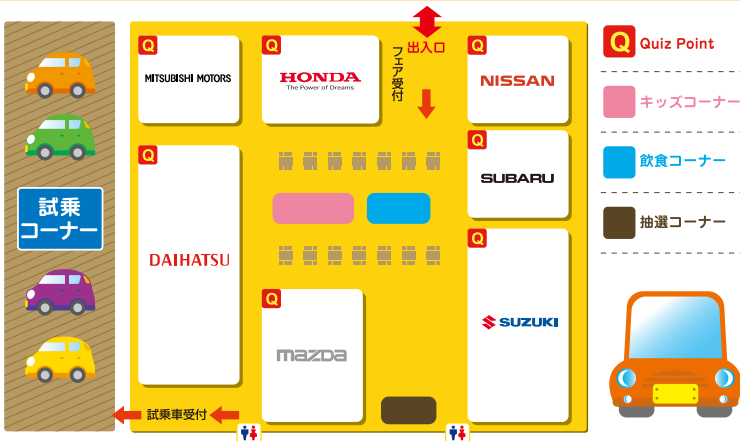 出入口
フェア受付
Q
MITSUBISHI MOTORS
Q
HONDA
The Power of Dreams
Q
NISSAN
Q
SUBARU
Q
DAIHATSU
Q
SUZUKI
Q
mazda
試乗
コーナー
試乗車受付
Q Quiz Point
キッズコーナー
飲食コーナー
抽選コーナー